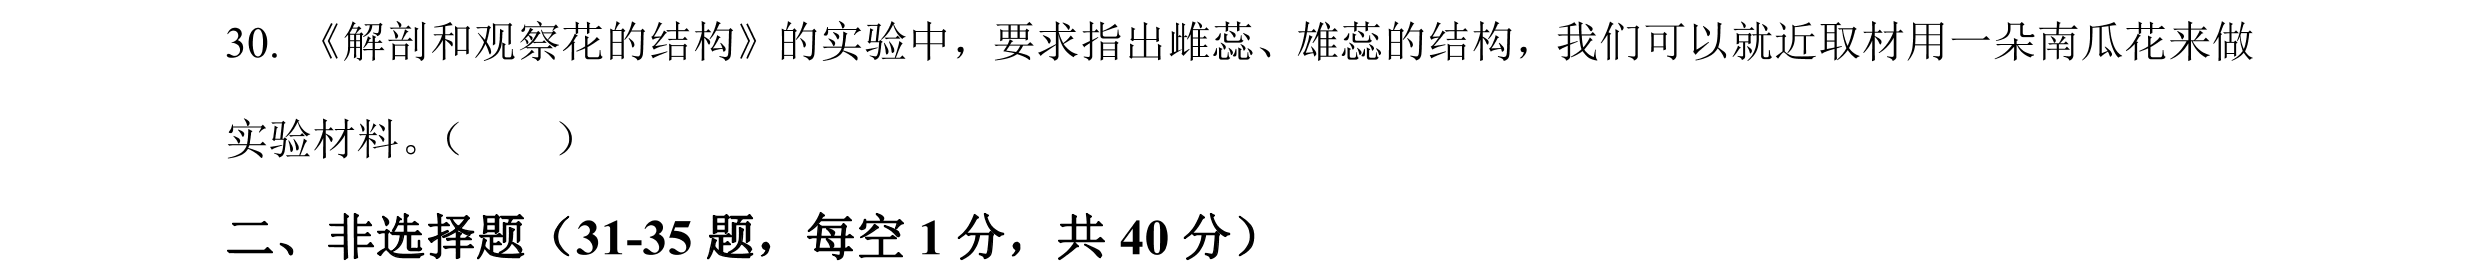 30. 《解剖和观察花的结构》的实验中，要求指出雌蕊、雄蕊的结构，我们可以就近取材用一朵南瓜花来做
实验材料。（　　）
二、非选择题（31-35 题，每空 1 分，共 40 分）